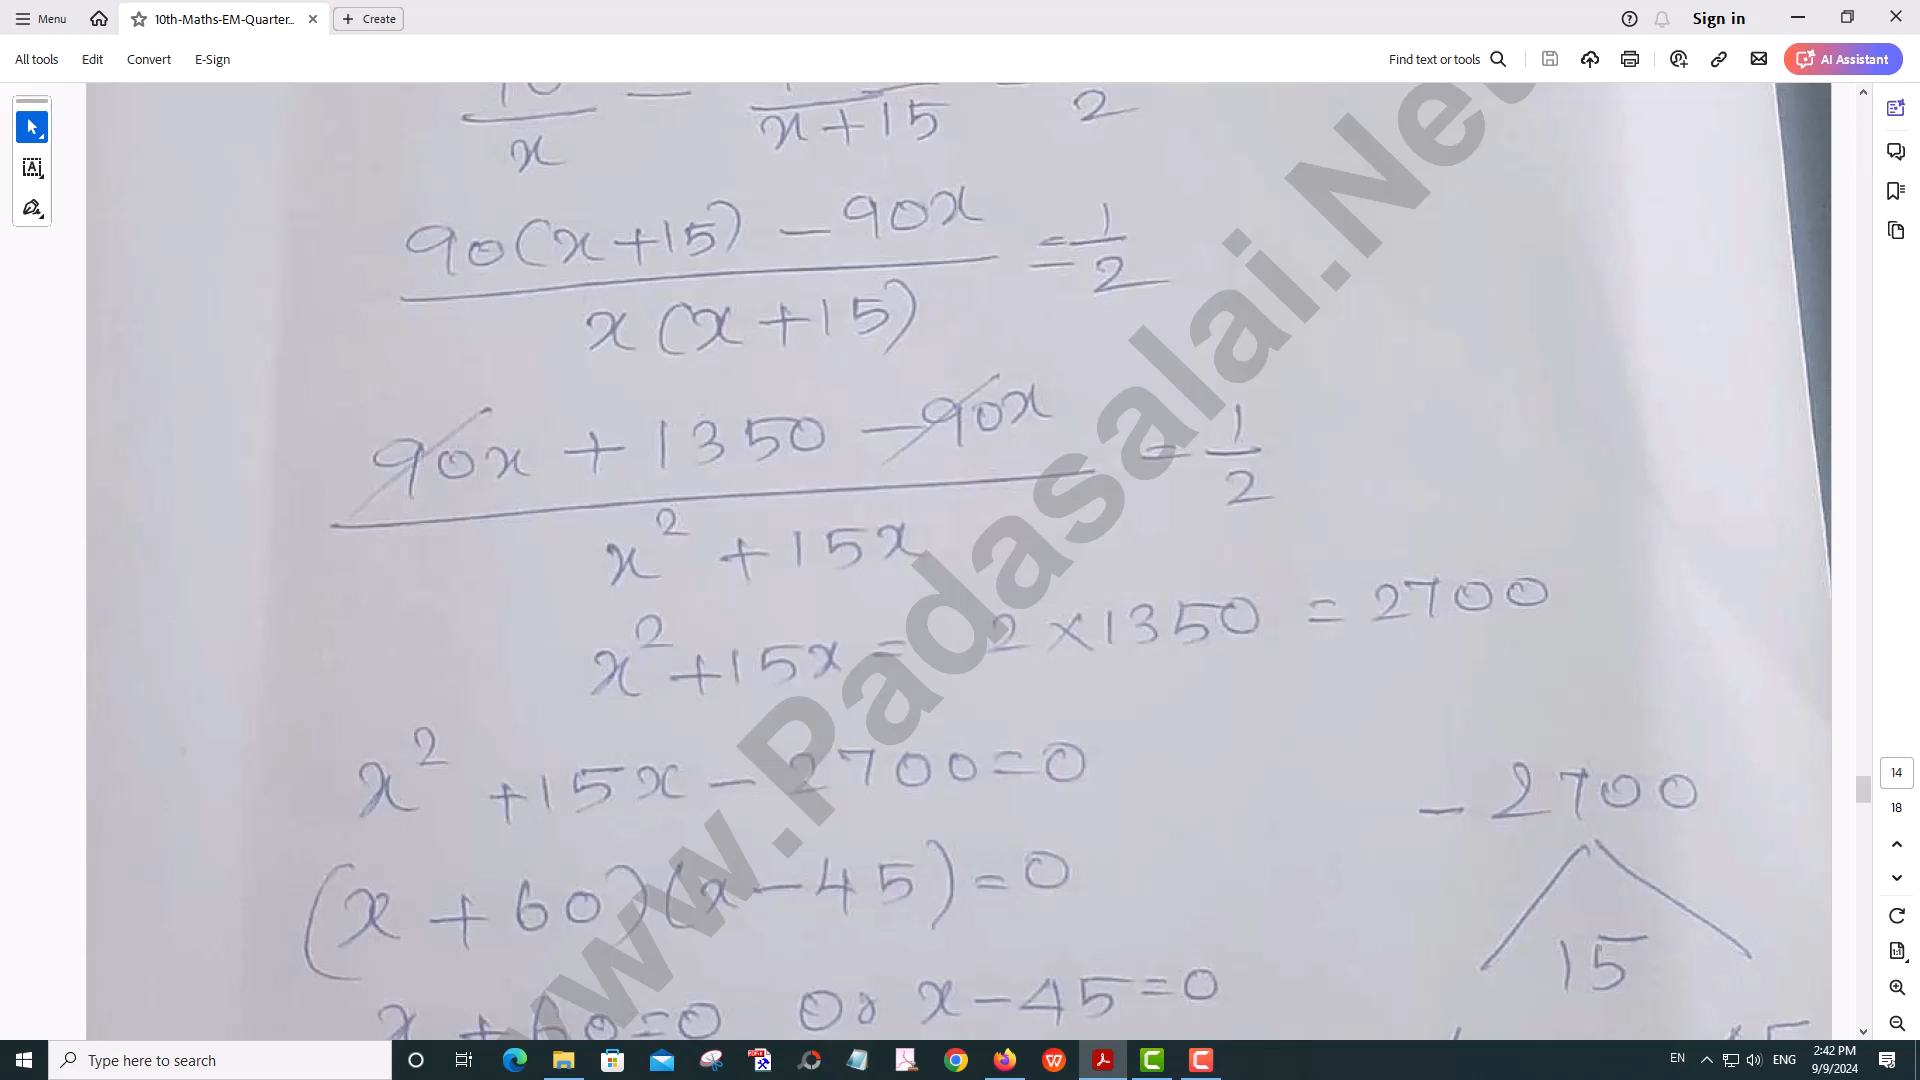 Menu
10th-Maths-EM-Quarter...
Create
Sign in
All tools
Edit
Convert
E-Sign
Find text or tools
AI Assistant
x
x+15
2
90(x+15) - 90x
= 1/2
x(x+15)
90x + 1350 - 90x
= 1/2
x² + 15x
x² + 15x = 2 × 1350 = 2700
x² + 15x - 2700 = 0
- 2700
(x + 60)(x - 45) = 0
15
x + 60 = 0 or x - 45 = 0
www.Padasalai.Net
14
18
Type here to search
EN
ENG
2:42 PM
9/9/2024